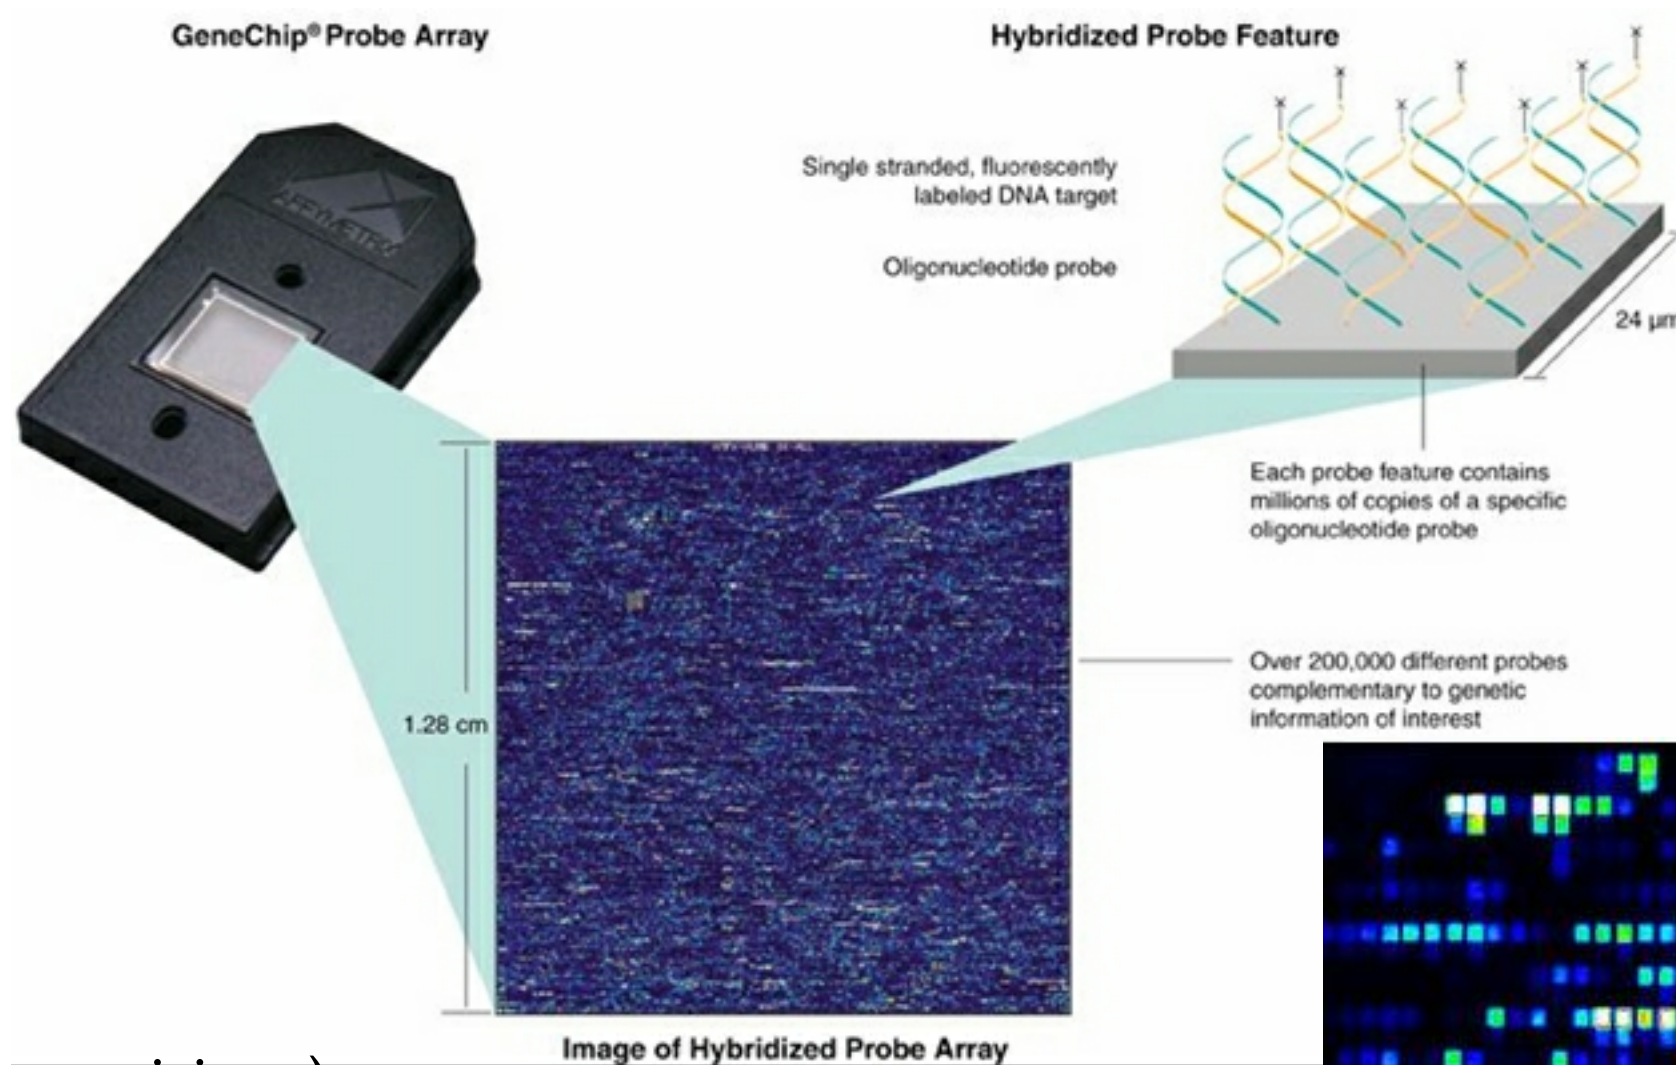 GeneChip® Probe Array
Hybridized Probe Feature
AFFYMETRIX
Single stranded, fluorescently
labeled DNA target
Oligonucleotide probe
24 µm
Each probe feature contains
millions of copies of a specific
oligonucleotide probe
Over 200,000 different probes
complementary to genetic
information of interest
1.28 cm
Image of Hybridized Probe Array